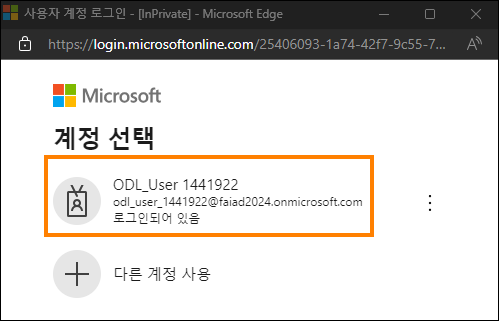 사용자 계정 로그인 - [InPrivate] - Microsoft Edge
https://login.microsoftonline.com/25406093-1a74-42f7-9c55-7...
Microsoft
계정 선택
ODL_User 1441922
odl_user_1441922@faiad2024.onmicrosoft.com
로그인되어 있음
다른 계정 사용